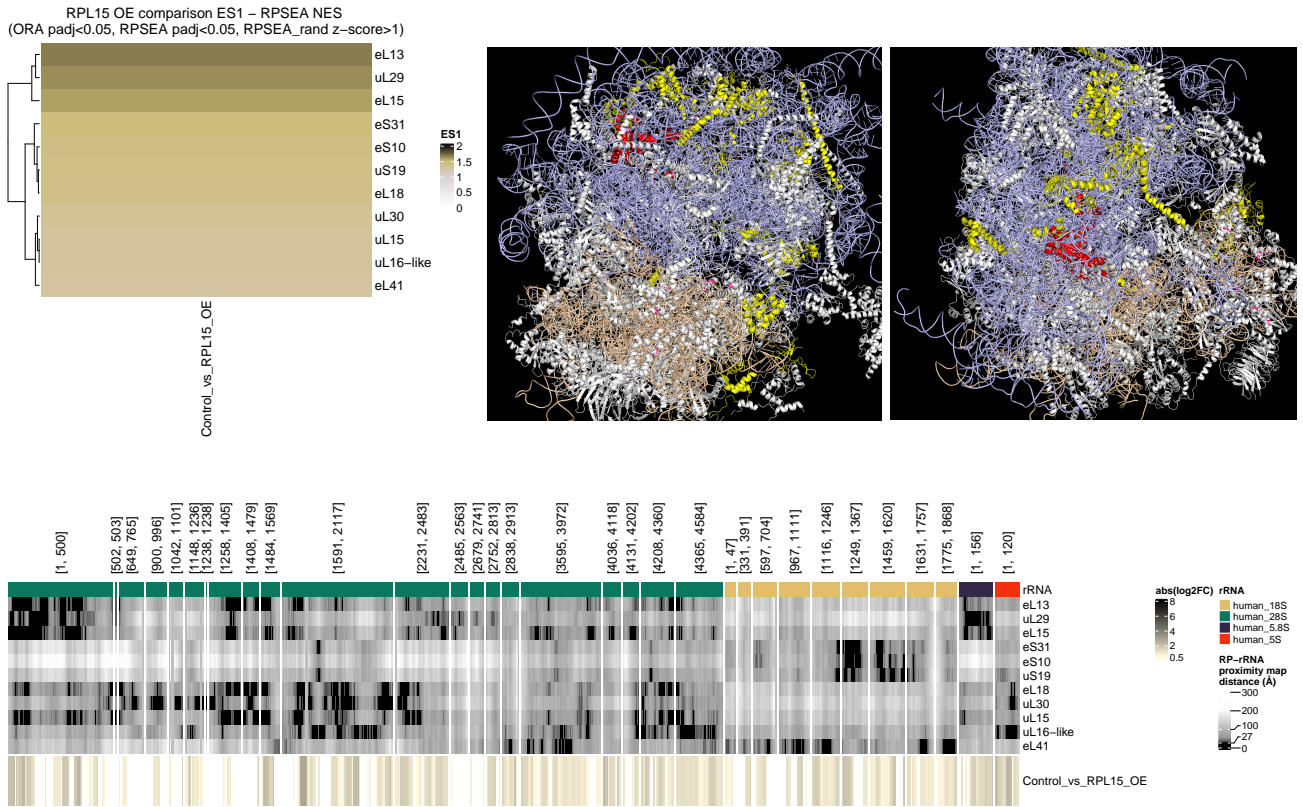 RPL15 OE comparison ES1 − RPSEA NES
(ORA padj<0.05, RPSEA padj<0.05, RPSEA_rand z−score>1)
eL13
uL29
eL15
eS31
eS10
uS19
eL18
uL30
uL15
uL16−like
eL41
ES1
2
1.5
1
0.5
0
Control_vs_RPL15_OE
[1, 500]
[502, 503]
[649, 765]
[900, 996]
[1042, 1101]
[1148, 1236]
[1238, 1238]
[1258, 1405]
[1408, 1479]
[1484, 1569]
[1591, 2117]
[2231, 2483]
[2485, 2563]
[2679, 2741]
[2752, 2813]
[2838, 2913]
[3595, 3972]
[4036, 4118]
[4131, 4202]
[4208, 4360]
[4365, 4584]
[1, 47]
[331, 391]
[597, 704]
[967, 1111]
[1116, 1246]
[1249, 1367]
[1459, 1620]
[1631, 1757]
[1775, 1868]
[1, 156]
[1, 120]
rRNA
eL13
uL29
eL15
eS31
eS10
uS19
eL18
uL30
uL15
uL16−like
eL41
Control_vs_RPL15_OE
abs(log2FC)
8
6
4
2
0.5
rRNA
human_18S
human_28S
human_5.8S
human_5S
RP−rRNA
proximity map
distance (Å)
300
200
100
27
0